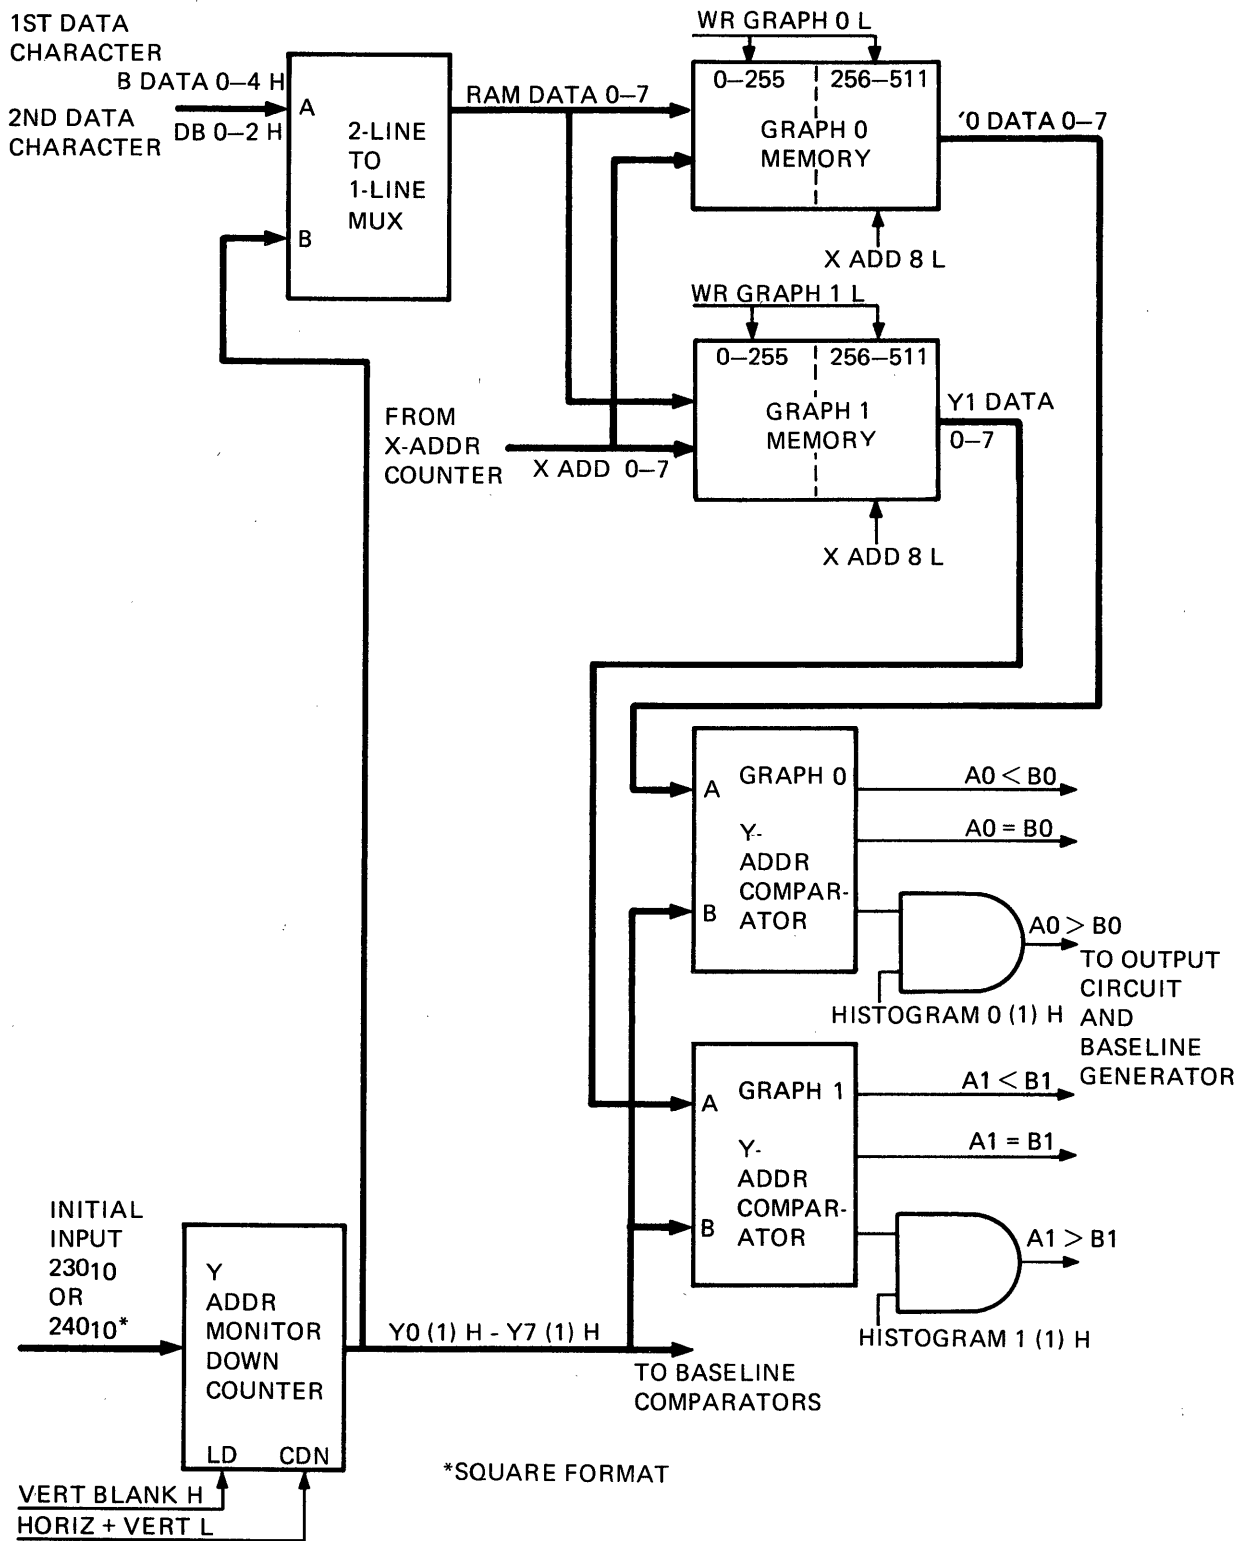 1ST DATA
CHARACTER
B DATA 0–4 H
2ND DATA
CHARACTER
DB 0–2 H
A
B
2-LINE
TO
1-LINE
MUX
RAM DATA 0–7
WR GRAPH 0 L
0–255
256–511
GRAPH 0
MEMORY
'0 DATA 0–7
X ADD 8 L
WR GRAPH 1 L
0–255
256–511
GRAPH 1
MEMORY
Y1 DATA
0–7
FROM
X-ADDR
COUNTER
X ADD 0–7
X ADD 8 L
A
GRAPH 0
Y-
ADDR
COMPAR-
ATOR
B
A0 < B0
A0 = B0
A0 > B0
HISTOGRAM 0 (1) H
TO OUTPUT
CIRCUIT
AND
BASELINE
GENERATOR
A
GRAPH 1
Y-
ADDR
COMPAR-
ATOR
B
A1 < B1
A1 = B1
A1 > B1
HISTOGRAM 1 (1) H
INITIAL
INPUT
230₁₀
OR
240₁₀*
Y
ADDR
MONITOR
DOWN
COUNTER
LD
CDN
Y0 (1) H - Y7 (1) H
TO BASELINE
COMPARATORS
*SQUARE FORMAT
VERT BLANK H
HORIZ + VERT L